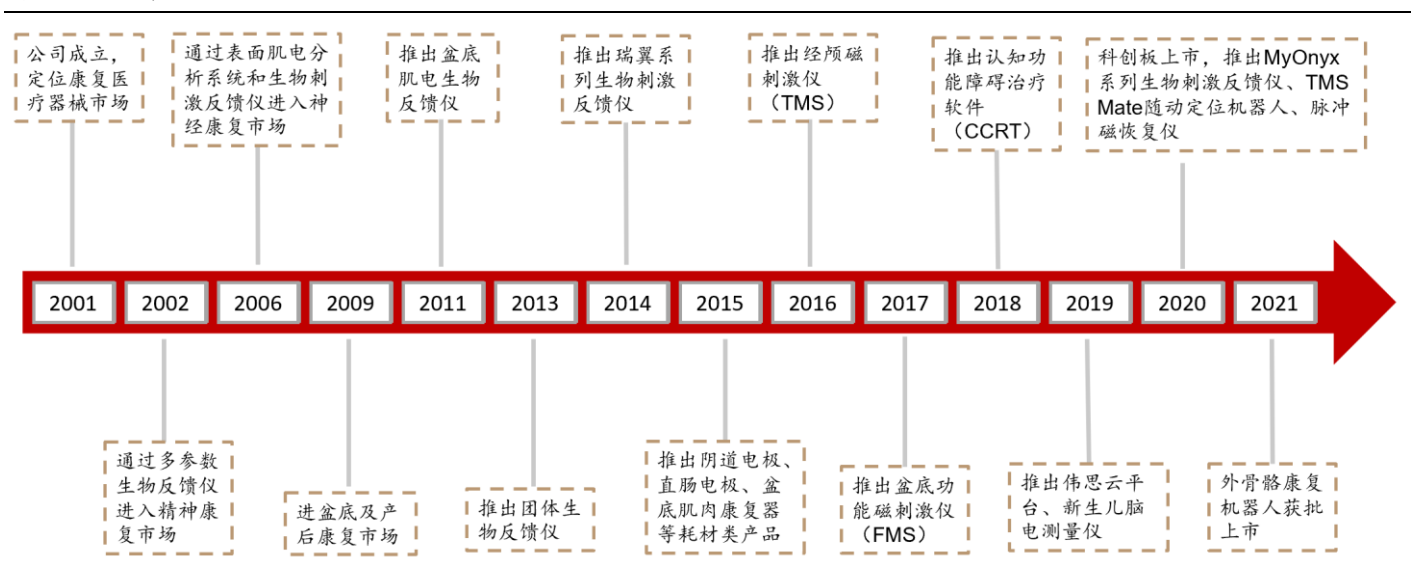 公司成立，
定位康复医
疗器械市场
通过表面肌电分
析系统和生物刺
激反馈仪进入神
经康复市场
推出盆底
肌电生物
反馈仪
推出瑞翼系
列生物刺激
反馈仪
推出经颅磁
刺激仪
（TMS）
推出认知功
能障碍治疗
软件
（CCRT）
科创板上市，推出MyOnyx
系列生物刺激反馈仪、TMS
Mate随动定位机器人、脉冲
磁恢复仪
2001
2002
2006
2009
2011
2013
2014
2015
2016
2017
2018
2019
2020
2021
通过多参数
生物反馈仪
进入精神康
复市场
进盆底及产
后康复市场
推出团体生
物反馈仪
推出阴道电极、
直肠电极、盆
底肌肉康复器
等耗材类产品
推出盆底功
能磁刺激仪
（FMS）
推出伟思云平
台、新生儿脑
电测量仪
外骨骼康复
机器人获批
上市